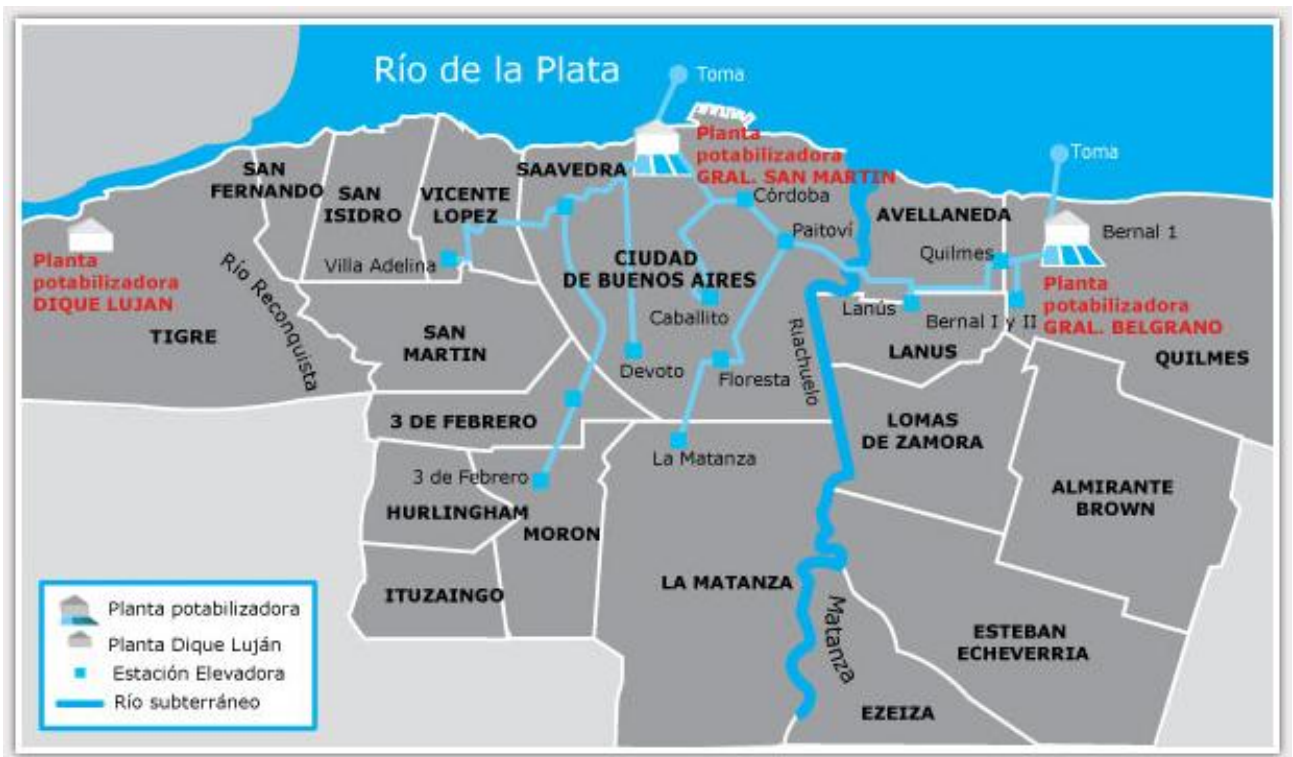 Río de la Plata
Toma
Planta
potabilizadora
GRAL. SAN MARTIN
Toma
SAN
FERNANDO
SAN
ISIDRO
VICENTE
LOPEZ
SAAVEDRA
Córdoba
Paitoví
AVELLANEDA
Quilmes
Bernal 1
Planta
potabilizadora
DIQUE LUJAN
Villa Adelina
CIUDAD
DE BUENOS AIRES
Caballito
Lanús
Bernal I y II
Planta
potabilizadora
GRAL. BELGRANO
TIGRE
Río Reconquista
SAN
MARTIN
Devoto
Floresta
Riachuelo
LANUS
QUILMES
3 DE FEBRERO
La Matanza
LOMAS
DE ZAMORA
3 de Febrero
HURLINGHAM
MORON
ALMIRANTE
BROWN
ITUZAINGO
LA MATANZA
Matanza
ESTEBAN
ECHEVERRIA
EZEIZA
Planta potabilizadora
Planta Dique Luján
Estación Elevadora
Río subterráneo